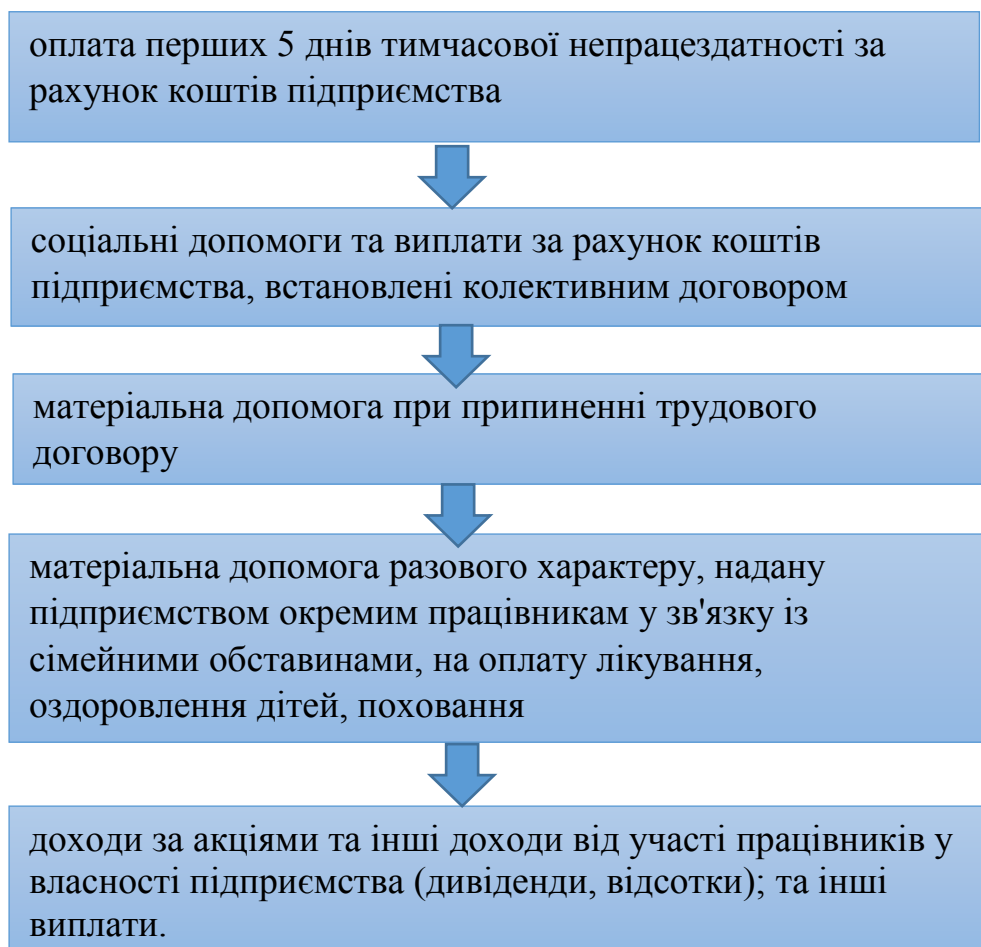 оплата перших 5 днів тимчасової непрацездатності за
рахунок коштів підприємства
соціальні допомоги та виплати за рахунок коштів
підприємства, встановлені колективним договором
матеріальна допомога при припиненні трудового
договору
матеріальна допомога разового характеру, надану
підприємством окремим працівникам у зв'язку із
сімейними обставинами, на оплату лікування,
оздоровлення дітей, поховання
доходи за акціями та інші доходи від участі працівників у
власності підприємства (дивіденди, відсотки); та інші
виплати.